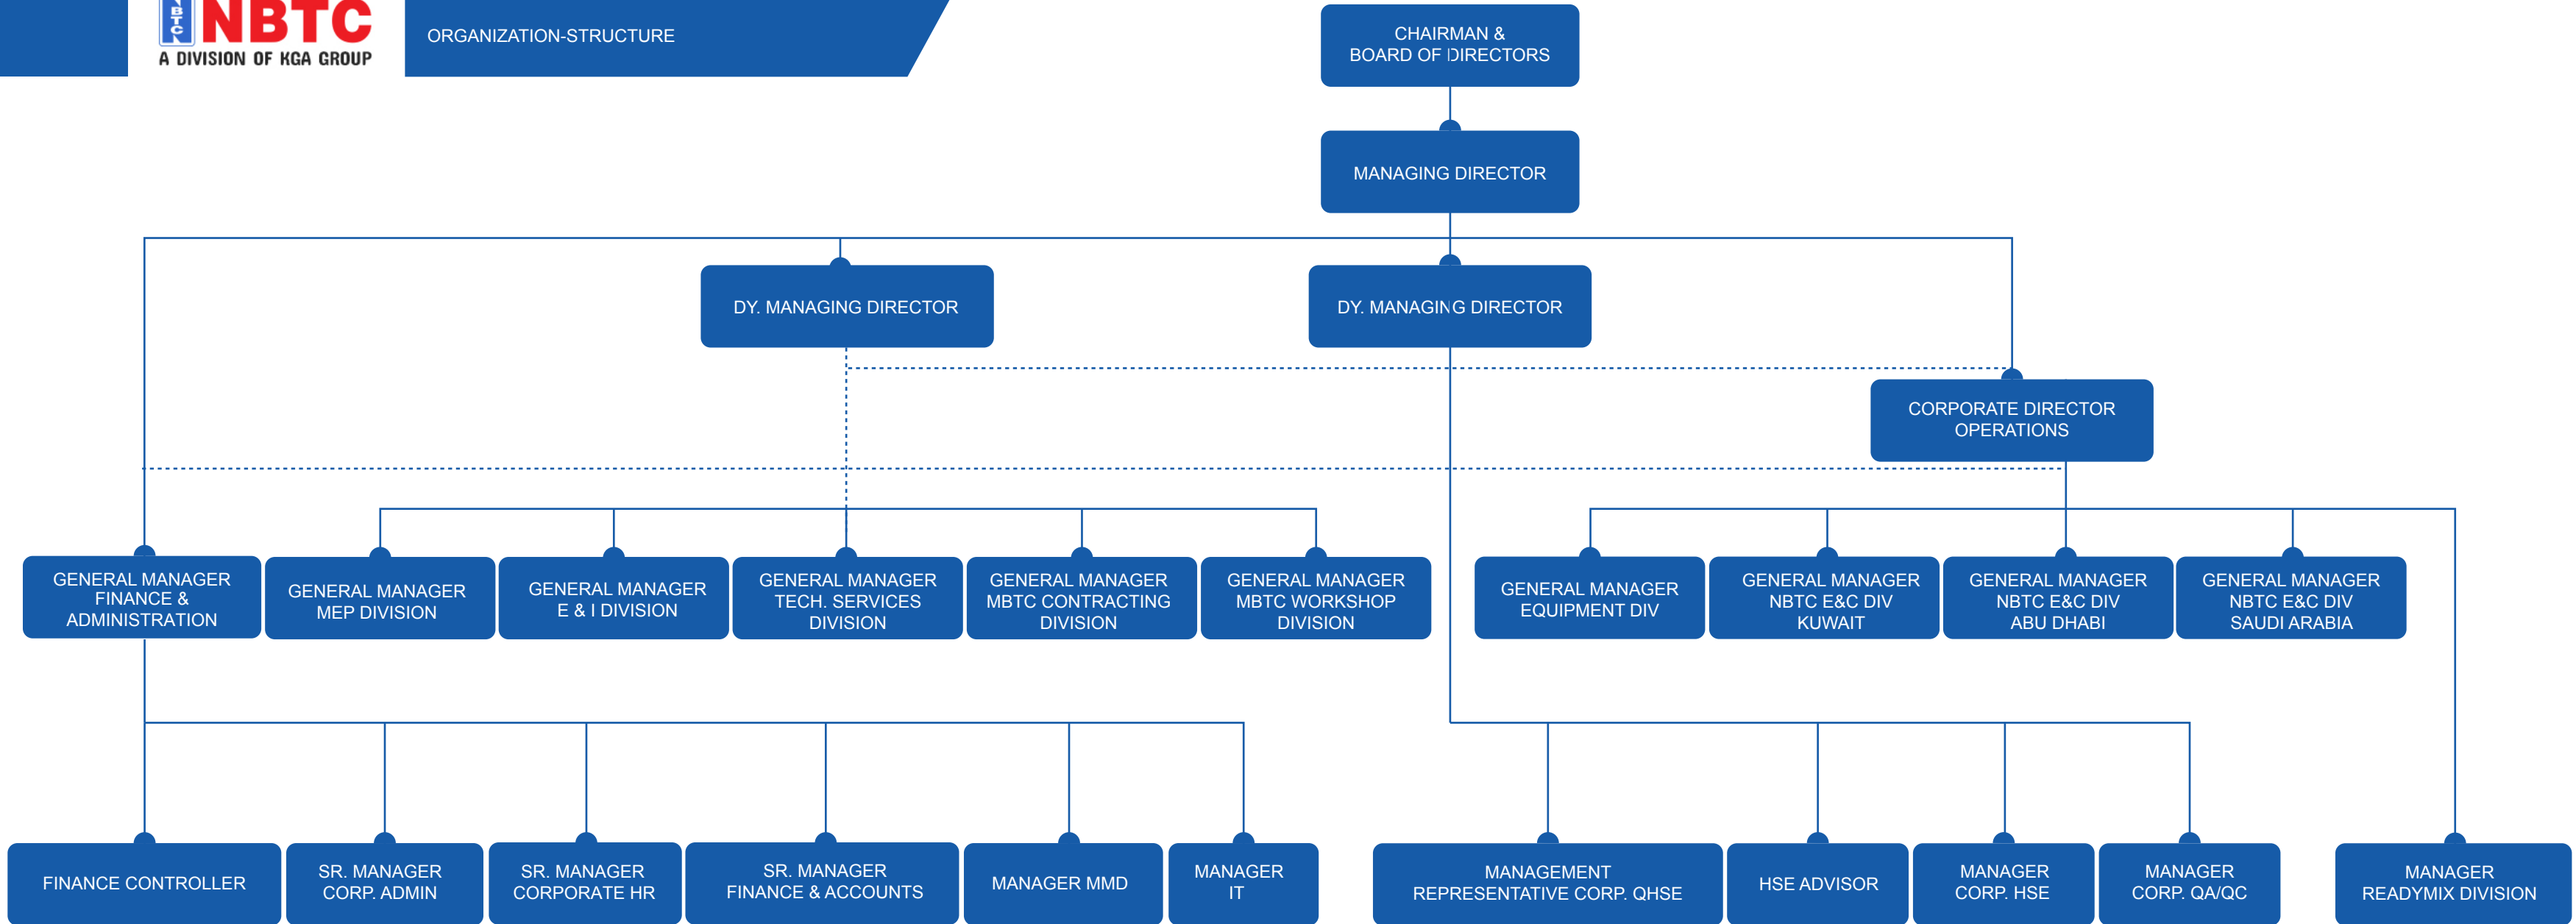 NBTC
NBTC
A DIVISION OF KGA GROUP
ORGANIZATION-STRUCTURE
CHAIRMAN &
BOARD OF DIRECTORS
MANAGING DIRECTOR
DY. MANAGING DIRECTOR
DY. MANAGING DIRECTOR
CORPORATE DIRECTOR
OPERATIONS
GENERAL MANAGER
FINANCE &
ADMINISTRATION
GENERAL MANAGER
MEP DIVISION
GENERAL MANAGER
E & I DIVISION
GENERAL MANAGER
TECH. SERVICES
DIVISION
GENERAL MANAGER
MBTC CONTRACTING
DIVISION
GENERAL MANAGER
MBTC WORKSHOP
DIVISION
GENERAL MANAGER
EQUIPMENT DIV
GENERAL MANAGER
NBTC E&C DIV
KUWAIT
GENERAL MANAGER
NBTC E&C DIV
ABU DHABI
GENERAL MANAGER
NBTC E&C DIV
SAUDI ARABIA
FINANCE CONTROLLER
SR. MANAGER
CORP. ADMIN
SR. MANAGER
CORPORATE HR
SR. MANAGER
FINANCE & ACCOUNTS
MANAGER MMD
MANAGER
IT
MANAGEMENT
REPRESENTATIVE CORP. QHSE
HSE ADVISOR
MANAGER
CORP. HSE
MANAGER
CORP. QA/QC
MANAGER
READYMIX DIVISION